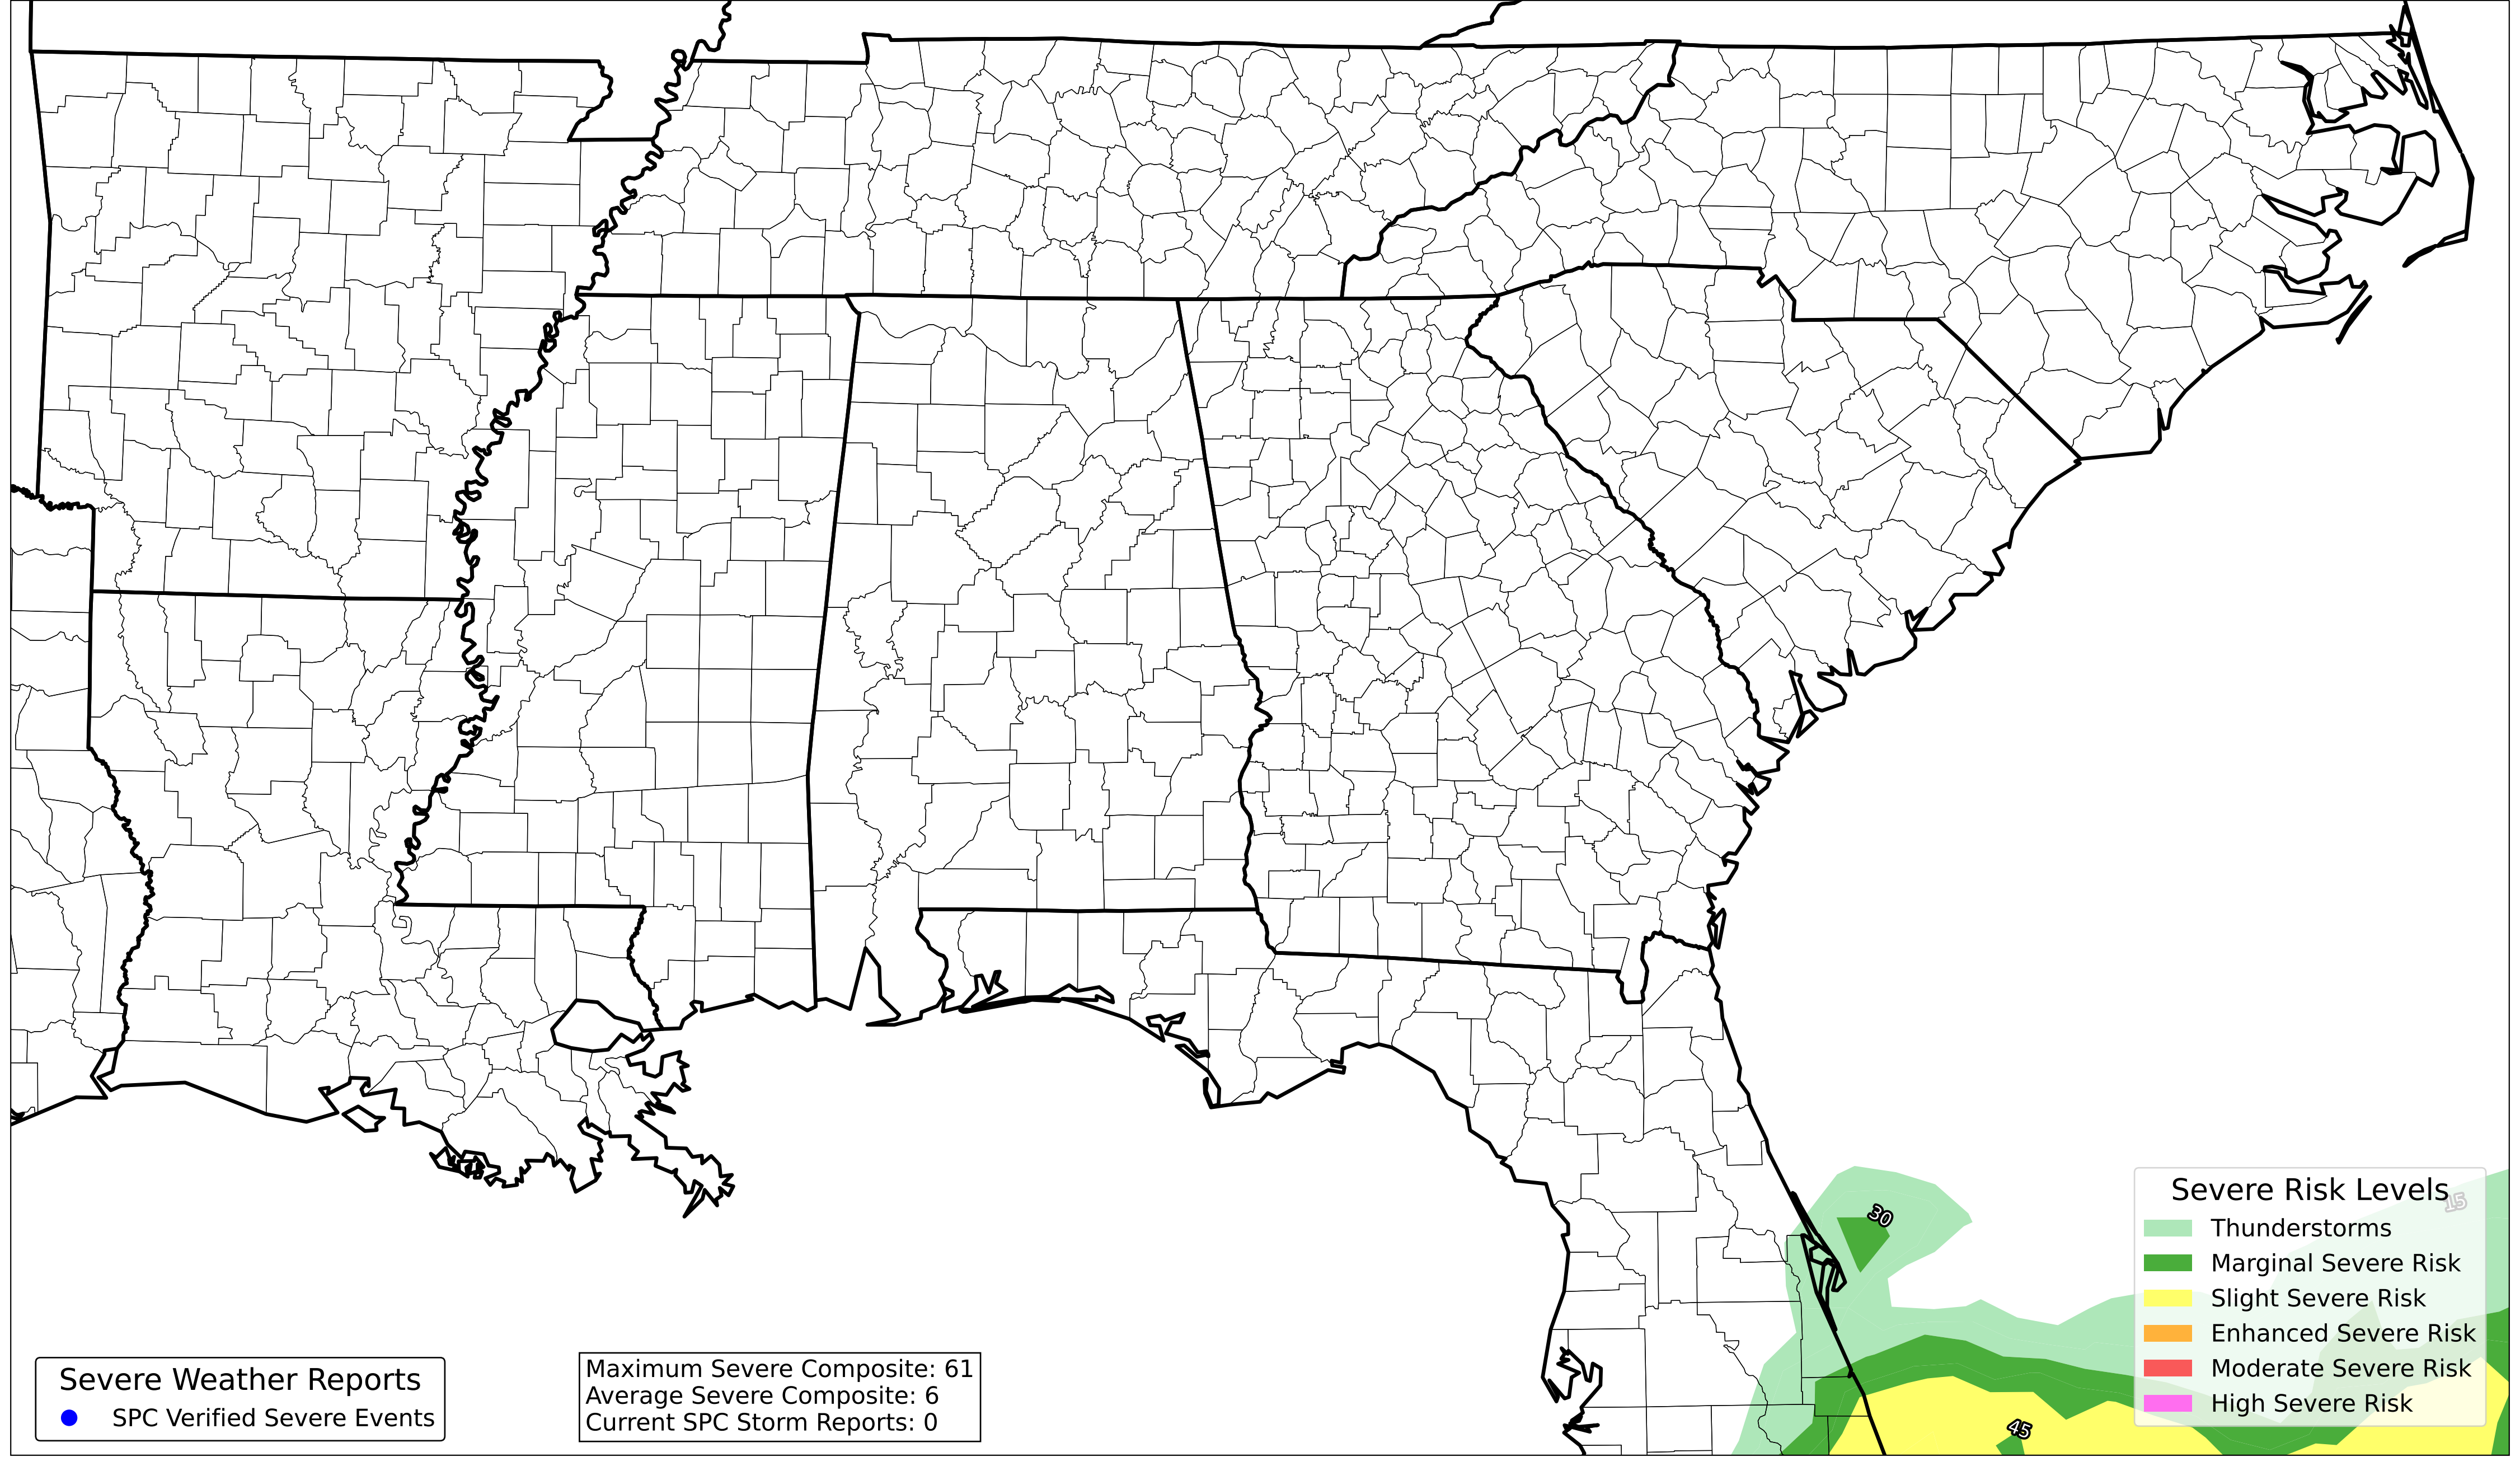 30
15
Severe Risk Levels
Thunderstorms
Marginal Severe Risk
Slight Severe Risk
Enhanced Severe Risk
Moderate Severe Risk
High Severe Risk
Severe Weather Reports
SPC Verified Severe Events
Maximum Severe Composite: 61
Average Severe Composite: 6
Current SPC Storm Reports: 0
45